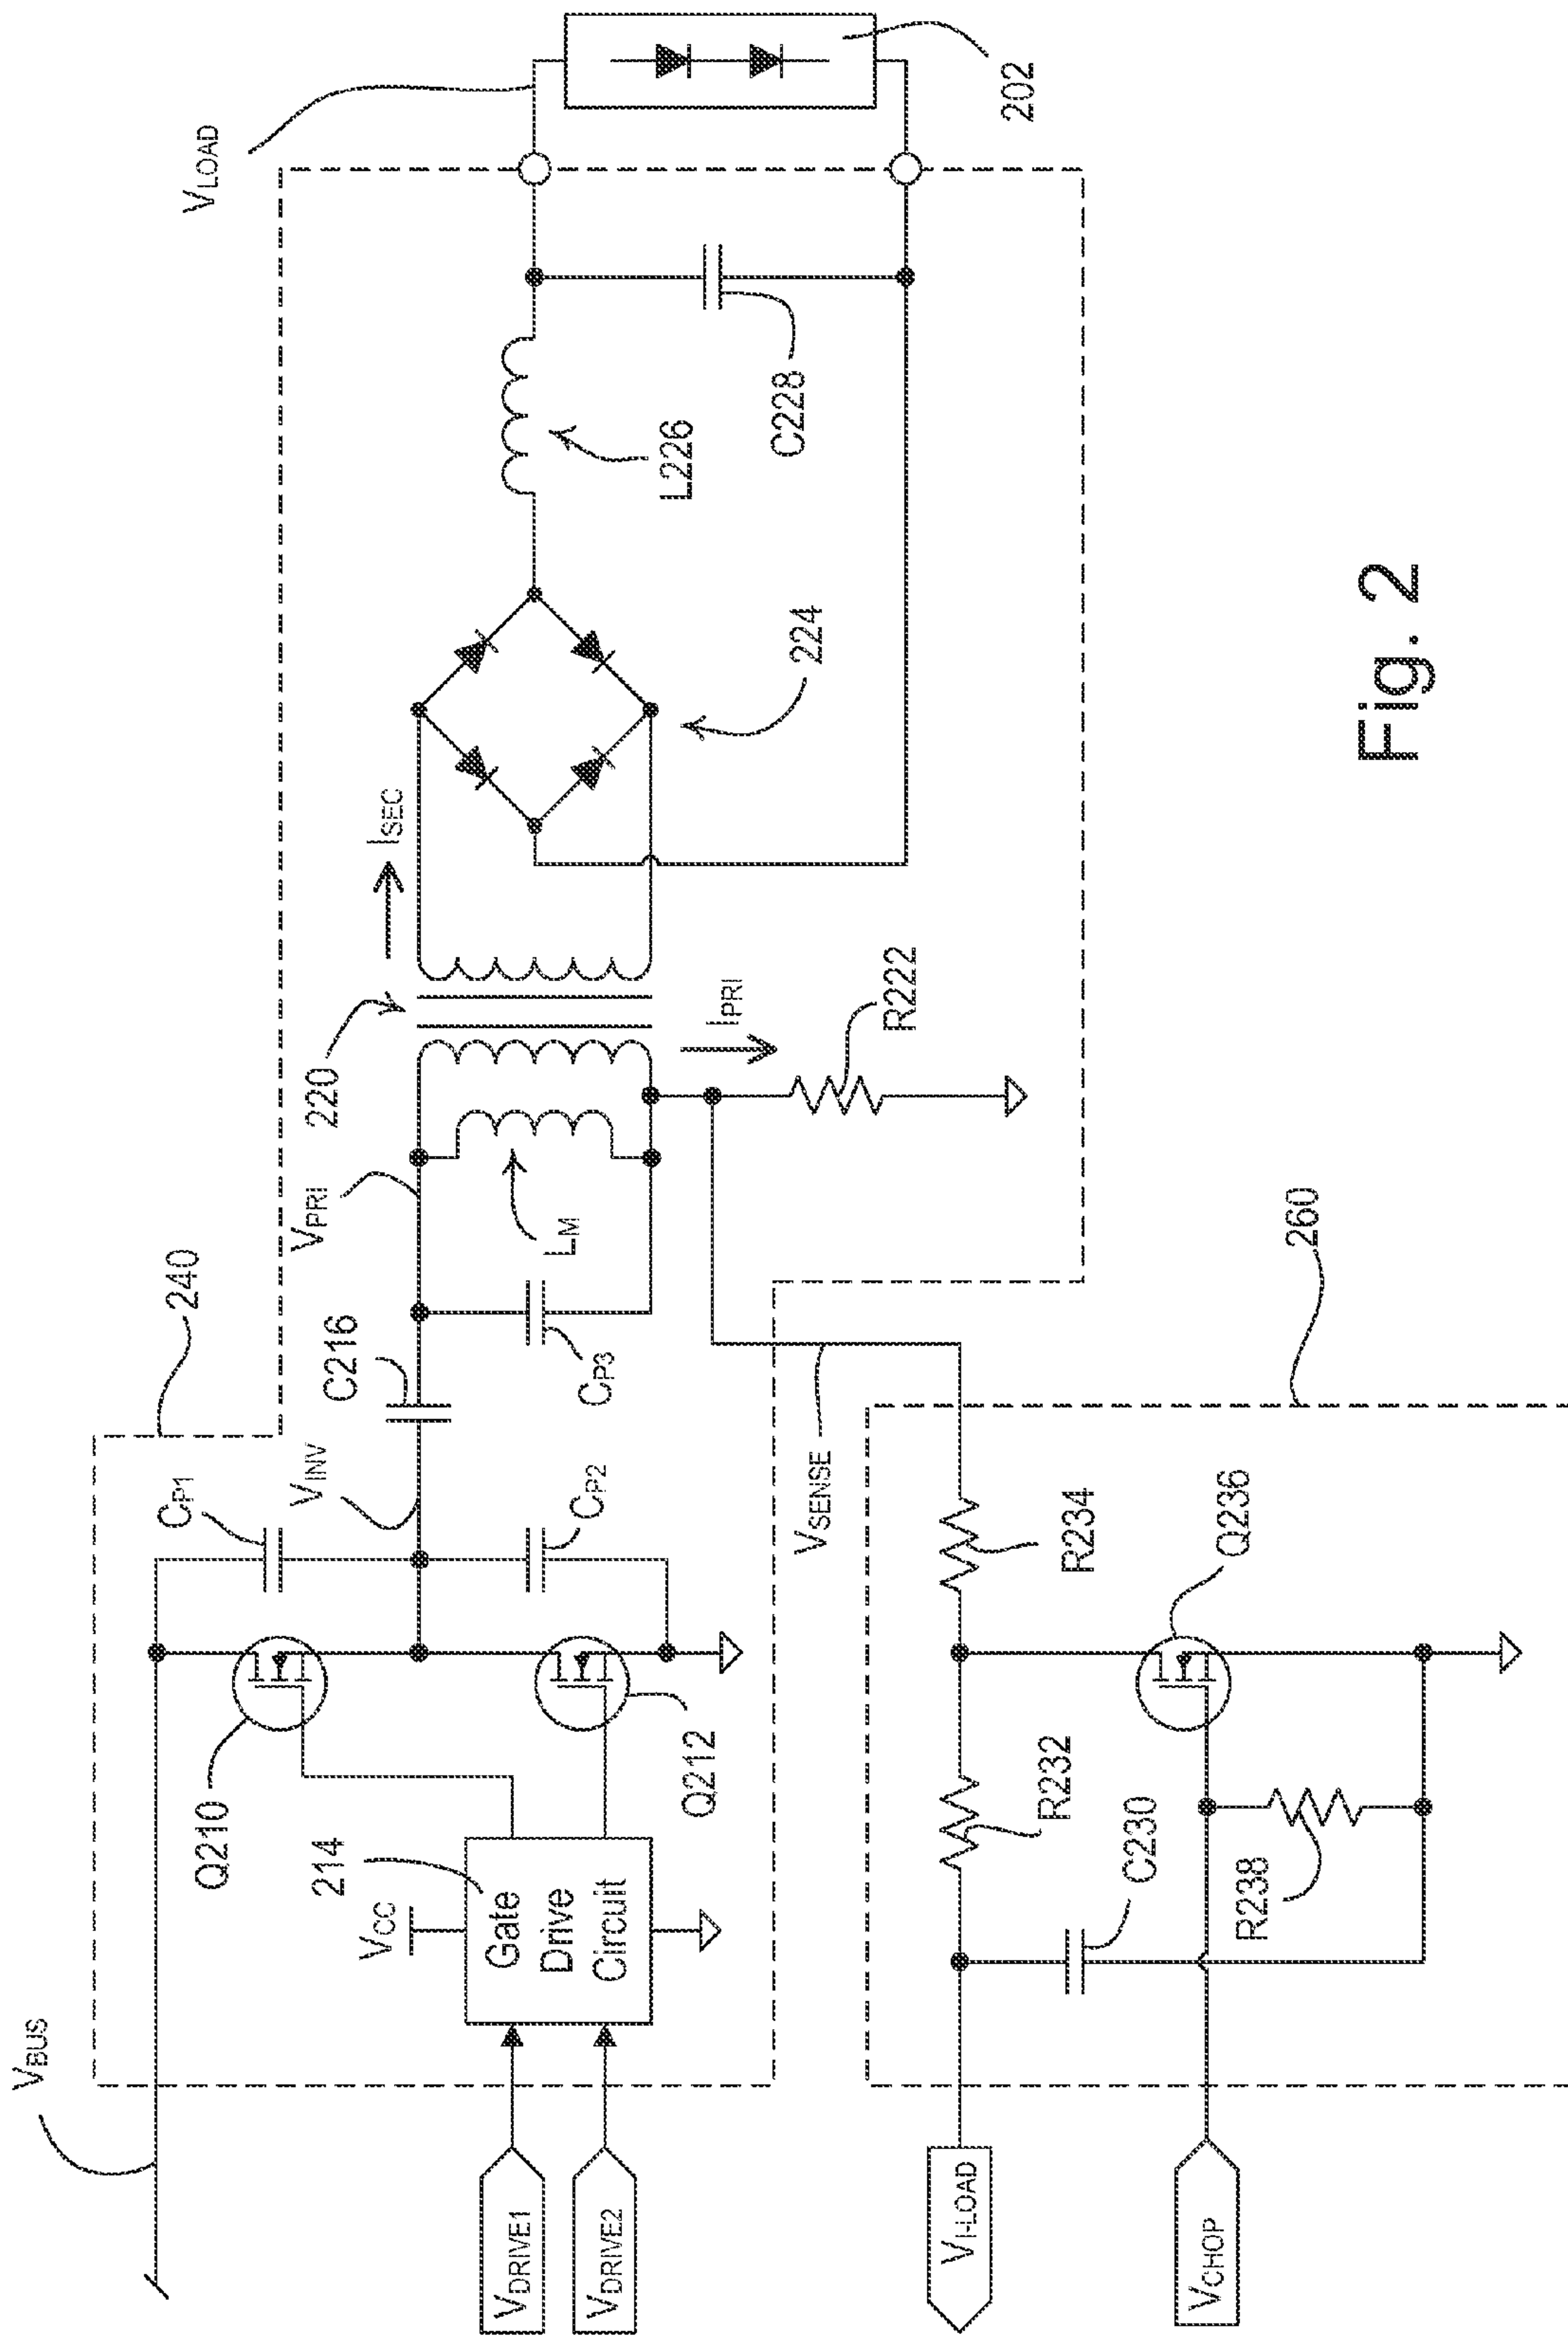 VBUS
240
CP1
VINV
C216
VPRI
220
ISEC
VLOAD
Q210
214
VCC
Gate
Drive
Circuit
VDRIVE1
VDRIVE2
Q212
CP2
CP3
LM
IPRI
R222
224
L226
C228
202
VSENSE
260
VI-LOAD
VCHOP
R232
R234
C230
R238
Q236
Fig. 2